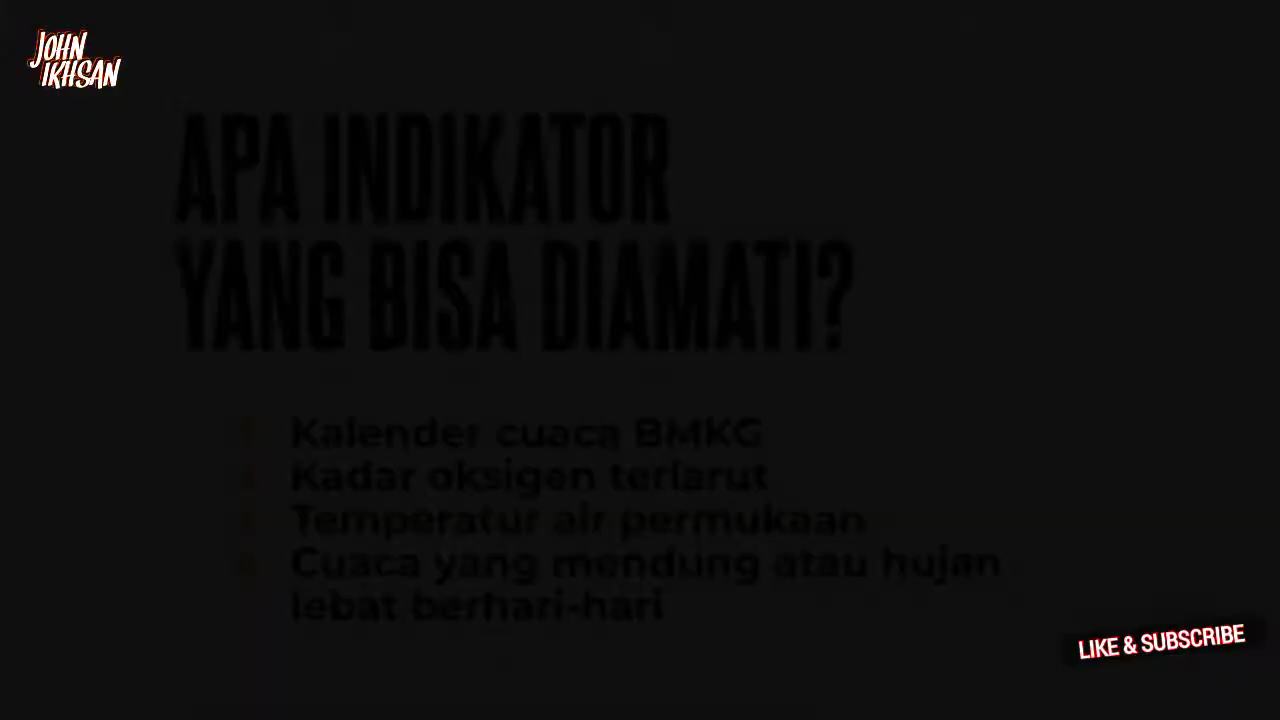 JOHN
IKHSAN
APA INDIKATOR
YANG BISA DIAMATI?
Kalender cuaca BMKG
Kadar oksigen terlarut
Temperatur air permukaan
Cuaca yang mendung atau hujan
lebat berhari-hari
LIKE & SUBSCRIBE